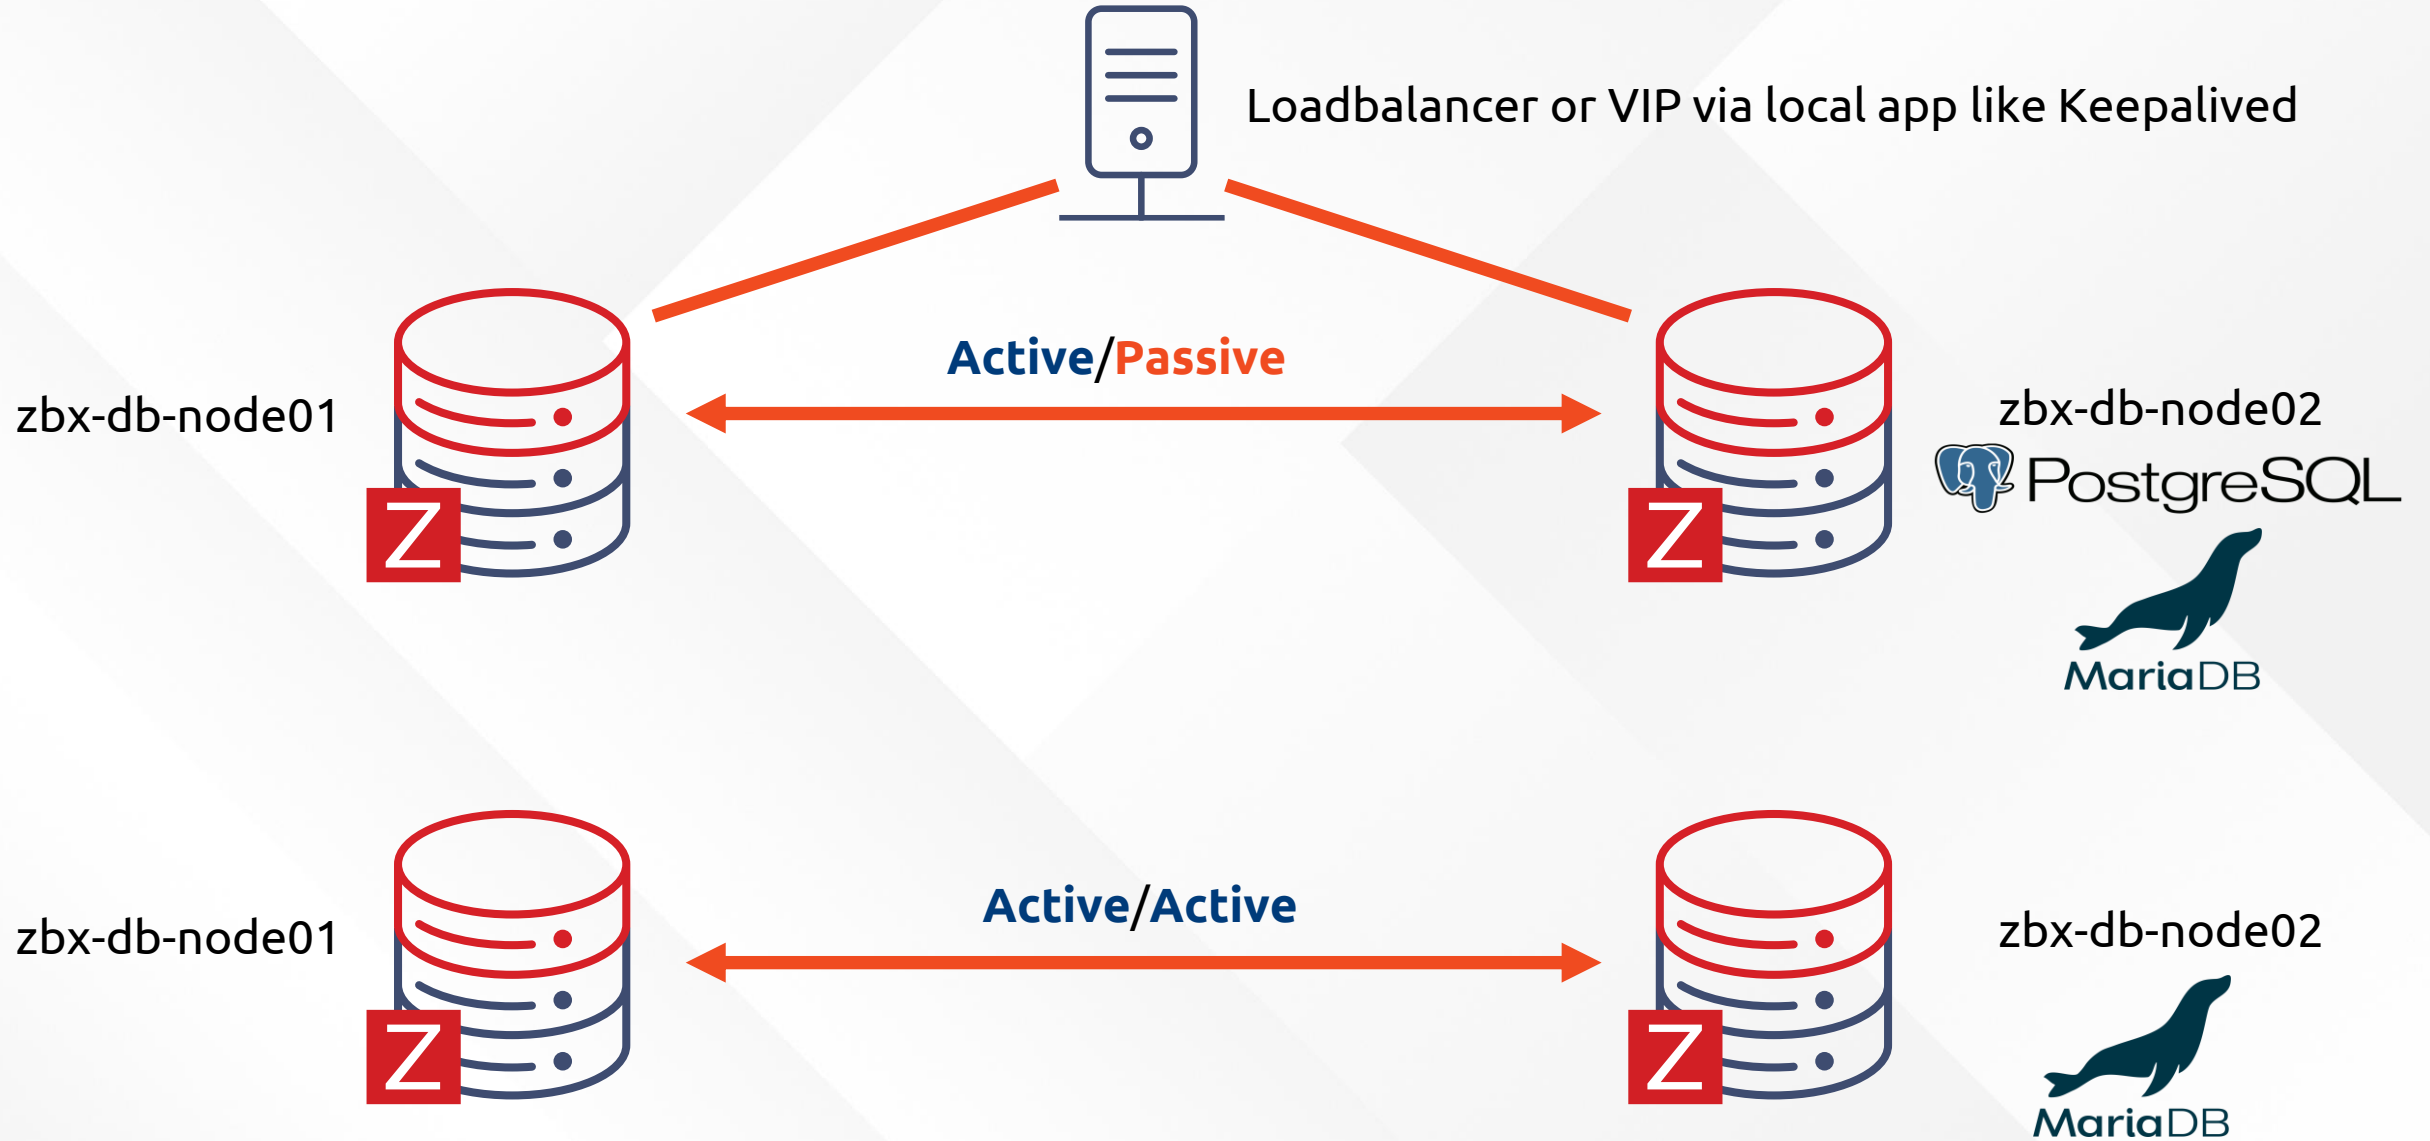 Loadbalancer or VIP via local app like Keepalived
Active/Passive
zbx-db-node01
zbx-db-node02
PostgreSQL
Z
Z
MariaDB
Active/Active
zbx-db-node01
zbx-db-node02
Z
Z
MariaDB